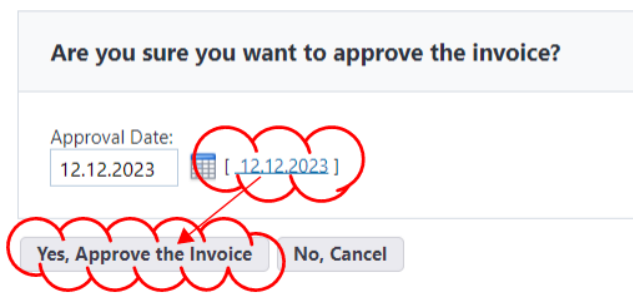 Are you sure you want to approve the invoice?
Approval Date:
12.12.2023 [ 12.12.2023 ]
Yes, Approve the Invoice No, Cancel